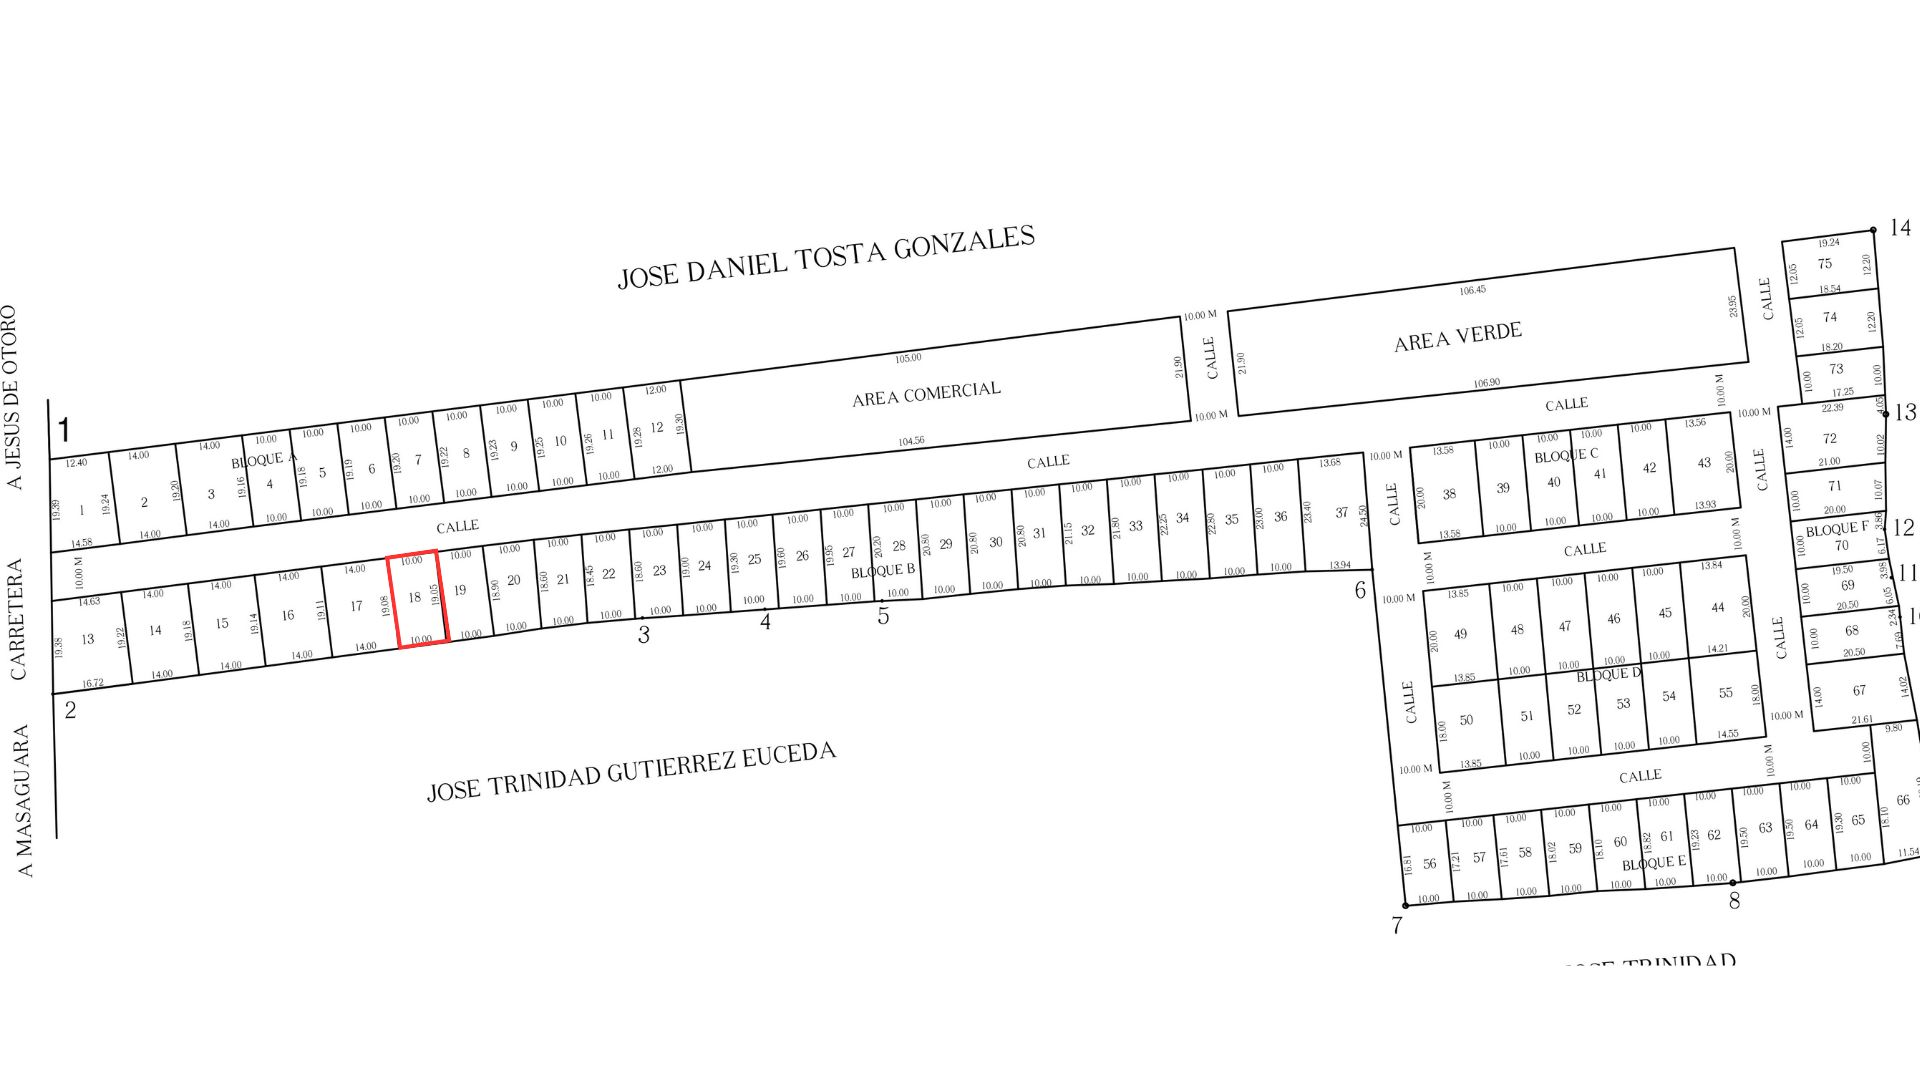 A JESUS DE OTORO
CARRETERA
A MASAGUARA
JOSE DANIEL TOSTA GONZALES
JOSE TRINIDAD GUTIERREZ EUCEDA
1
2
3
4
5
6
7
8
14
13
12
11
BLOQUE A
12.40 14.00 14.00 10.00 10.00 10.00 10.00 10.00 10.00 10.00 10.00 12.00
19.39 19.24 19.20 19.16 19.18 19.19 19.20 19.22 19.23 19.25 19.26 19.28 19.30
1 2 3 4 5 6 7 8 9 10 11 12
14.58 14.00 14.00 10.00 10.00 10.00 10.00 10.00 10.00 10.00 10.00 12.00
105.00
AREA COMERCIAL
21.90
104.56
10.00 M
CALLE
10.00 M
106.45
AREA VERDE
21.90
23.95
106.90
CALLE
CALLE
CALLE
10.00 M
14.63 14.00 14.00 14.00 14.00 10.00 10.00 10.00 10.00 10.00 10.00 10.00 10.00 10.00 10.00 10.00 10.00 10.00 10.00 10.00 10.00 10.00 10.00 10.00 13.68
19.38 19.22 19.18 19.14 19.11 19.08 19.05 18.90 18.60 18.45 18.60 19.00 19.30 19.60 19.95 20.20 20.80 20.80 20.80 21.15 21.80 22.25 22.80 23.00 23.40 24.50
13 14 15 16 17 18 19 20 21 22 23 24 25 26 27 28 29 30 31 32 33 34 35 36 37
BLOQUE B
16.72 14.00 14.00 14.00 14.00 10.00 10.00 10.00 10.00 10.00 10.00 10.00 10.00 10.00 10.00 10.00 10.00 10.00 10.00 10.00 10.00 10.00 10.00 10.00 13.94
10.00 M
CALLE
10.00 M
13.58 10.00 10.00 10.00 10.00 13.56
BLOQUE C
20.00 38 39 40 41 42 43 20.00
13.58 10.00 10.00 10.00 10.00 13.93
10.00 M
CALLE
10.00 M
10.00 M
CALLE
10.00 M
13.85 10.00 10.00 10.00 10.00 13.84
20.00 49 48 47 46 45 44 20.00
13.85 10.00 10.00 10.00 10.00 14.21
BLOQUE D
18.00 50 51 52 53 54 55 18.00
13.85 10.00 10.00 10.00 10.00 14.55
CALLE
10.00 M
10.00 M
CALLE
10.00 M
CALLE
10.00 M
10.00 M
10.00 10.00 10.00 10.00 10.00 10.00 10.00 10.00 10.00 10.00
16.81 17.21 17.61 18.02 18.10 18.82 19.23 19.50 19.50 19.30 18.10
56 57 58 59 60 61 62 63 64 65 66
BLOQUE E
10.00 10.00 10.00 10.00 10.00 10.00 10.00 10.00 10.00 10.00 11.54
19.24
12.05 75 12.20
18.54
12.05 74 12.20
18.20
10.00 73 10.00
17.25
22.39 4.05
14.00 72 10.02
21.00
10.00 71 10.07
20.00
BLOQUE F
10.00 70 6.17
19.50
10.00 69 6.05
20.50
10.00 68
20.50
14.00 67 14.02
21.61
9.80
10.00